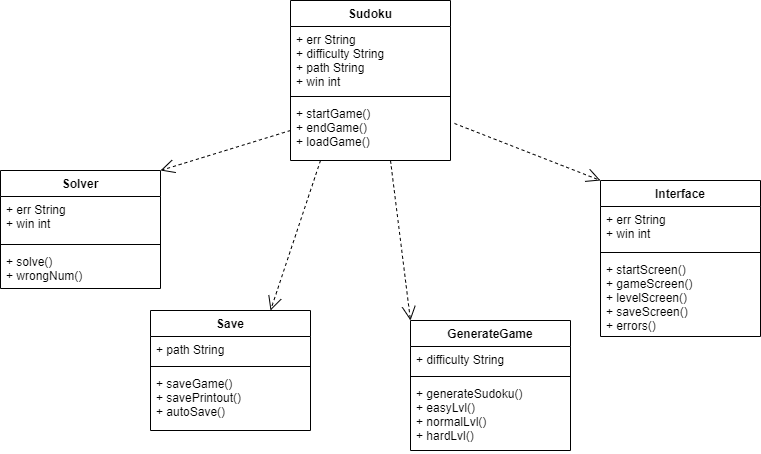 Sudoku
+ err String
+ difficulty String
+ path String
+ win int
+ startGame()
+ endGame()
+ loadGame()
Solver
+ err String
+ win int
+ solve()
+ wrongNum()
Interface
+ err String
+ win int
+ startScreen()
+ gameScreen()
+ levelScreen()
+ saveScreen()
+ errors()
Save
+ path String
+ saveGame()
+ savePrintout()
+ autoSave()
GenerateGame
+ difficulty String
+ generateSudoku()
+ easyLvl()
+ normalLvl()
+ hardLvl()